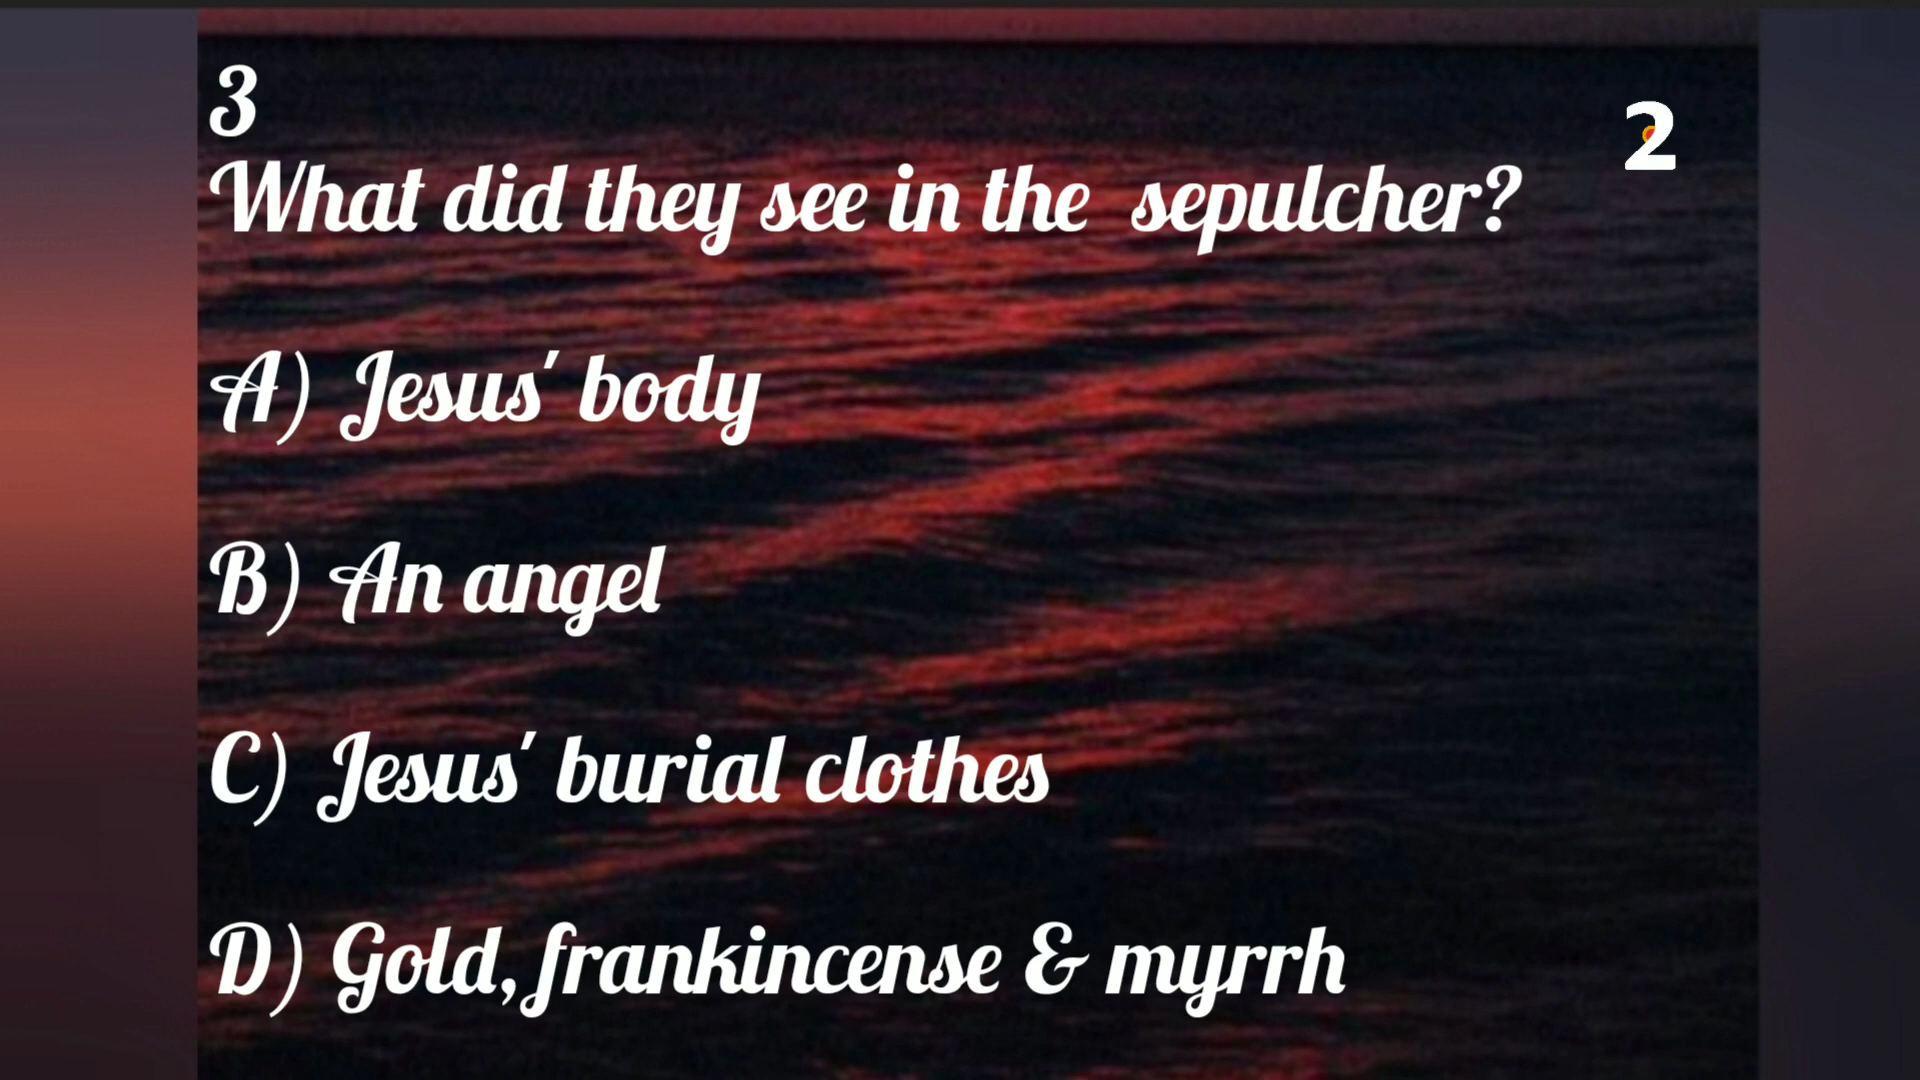 3
2
What did they see in the sepulcher?
A) Jesus' body
B) An angel
C) Jesus' burial clothes
D) Gold, frankincense & myrrh